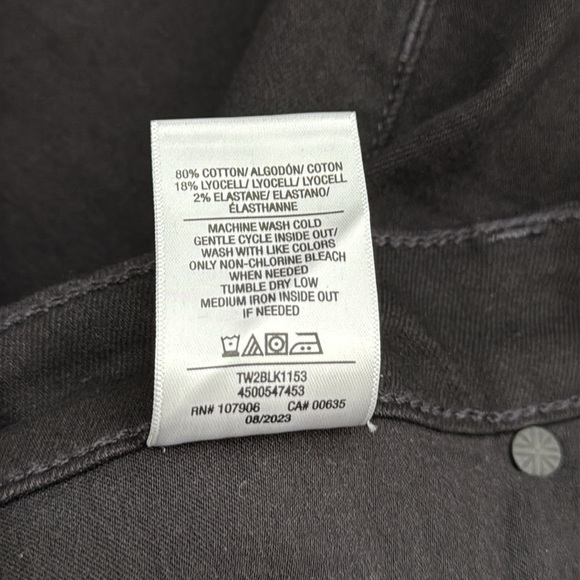 80% COTTON/ ALGODÓN/ COTON
18% LYOCELL/ LYOCELL/ LYOCELL
2% ELASTANE/ ELASTANO/
ÉLASTHANNE
MACHINE WASH COLD
GENTLE CYCLE INSIDE OUT/
WASH WITH LIKE COLORS
ONLY NON-CHLORINE BLEACH
WHEN NEEDED
TUMBLE DRY LOW
MEDIUM IRON INSIDE OUT
IF NEEDED
TW2BLK1153
4500547453
RN# 107906 CA# 00635
08/2023